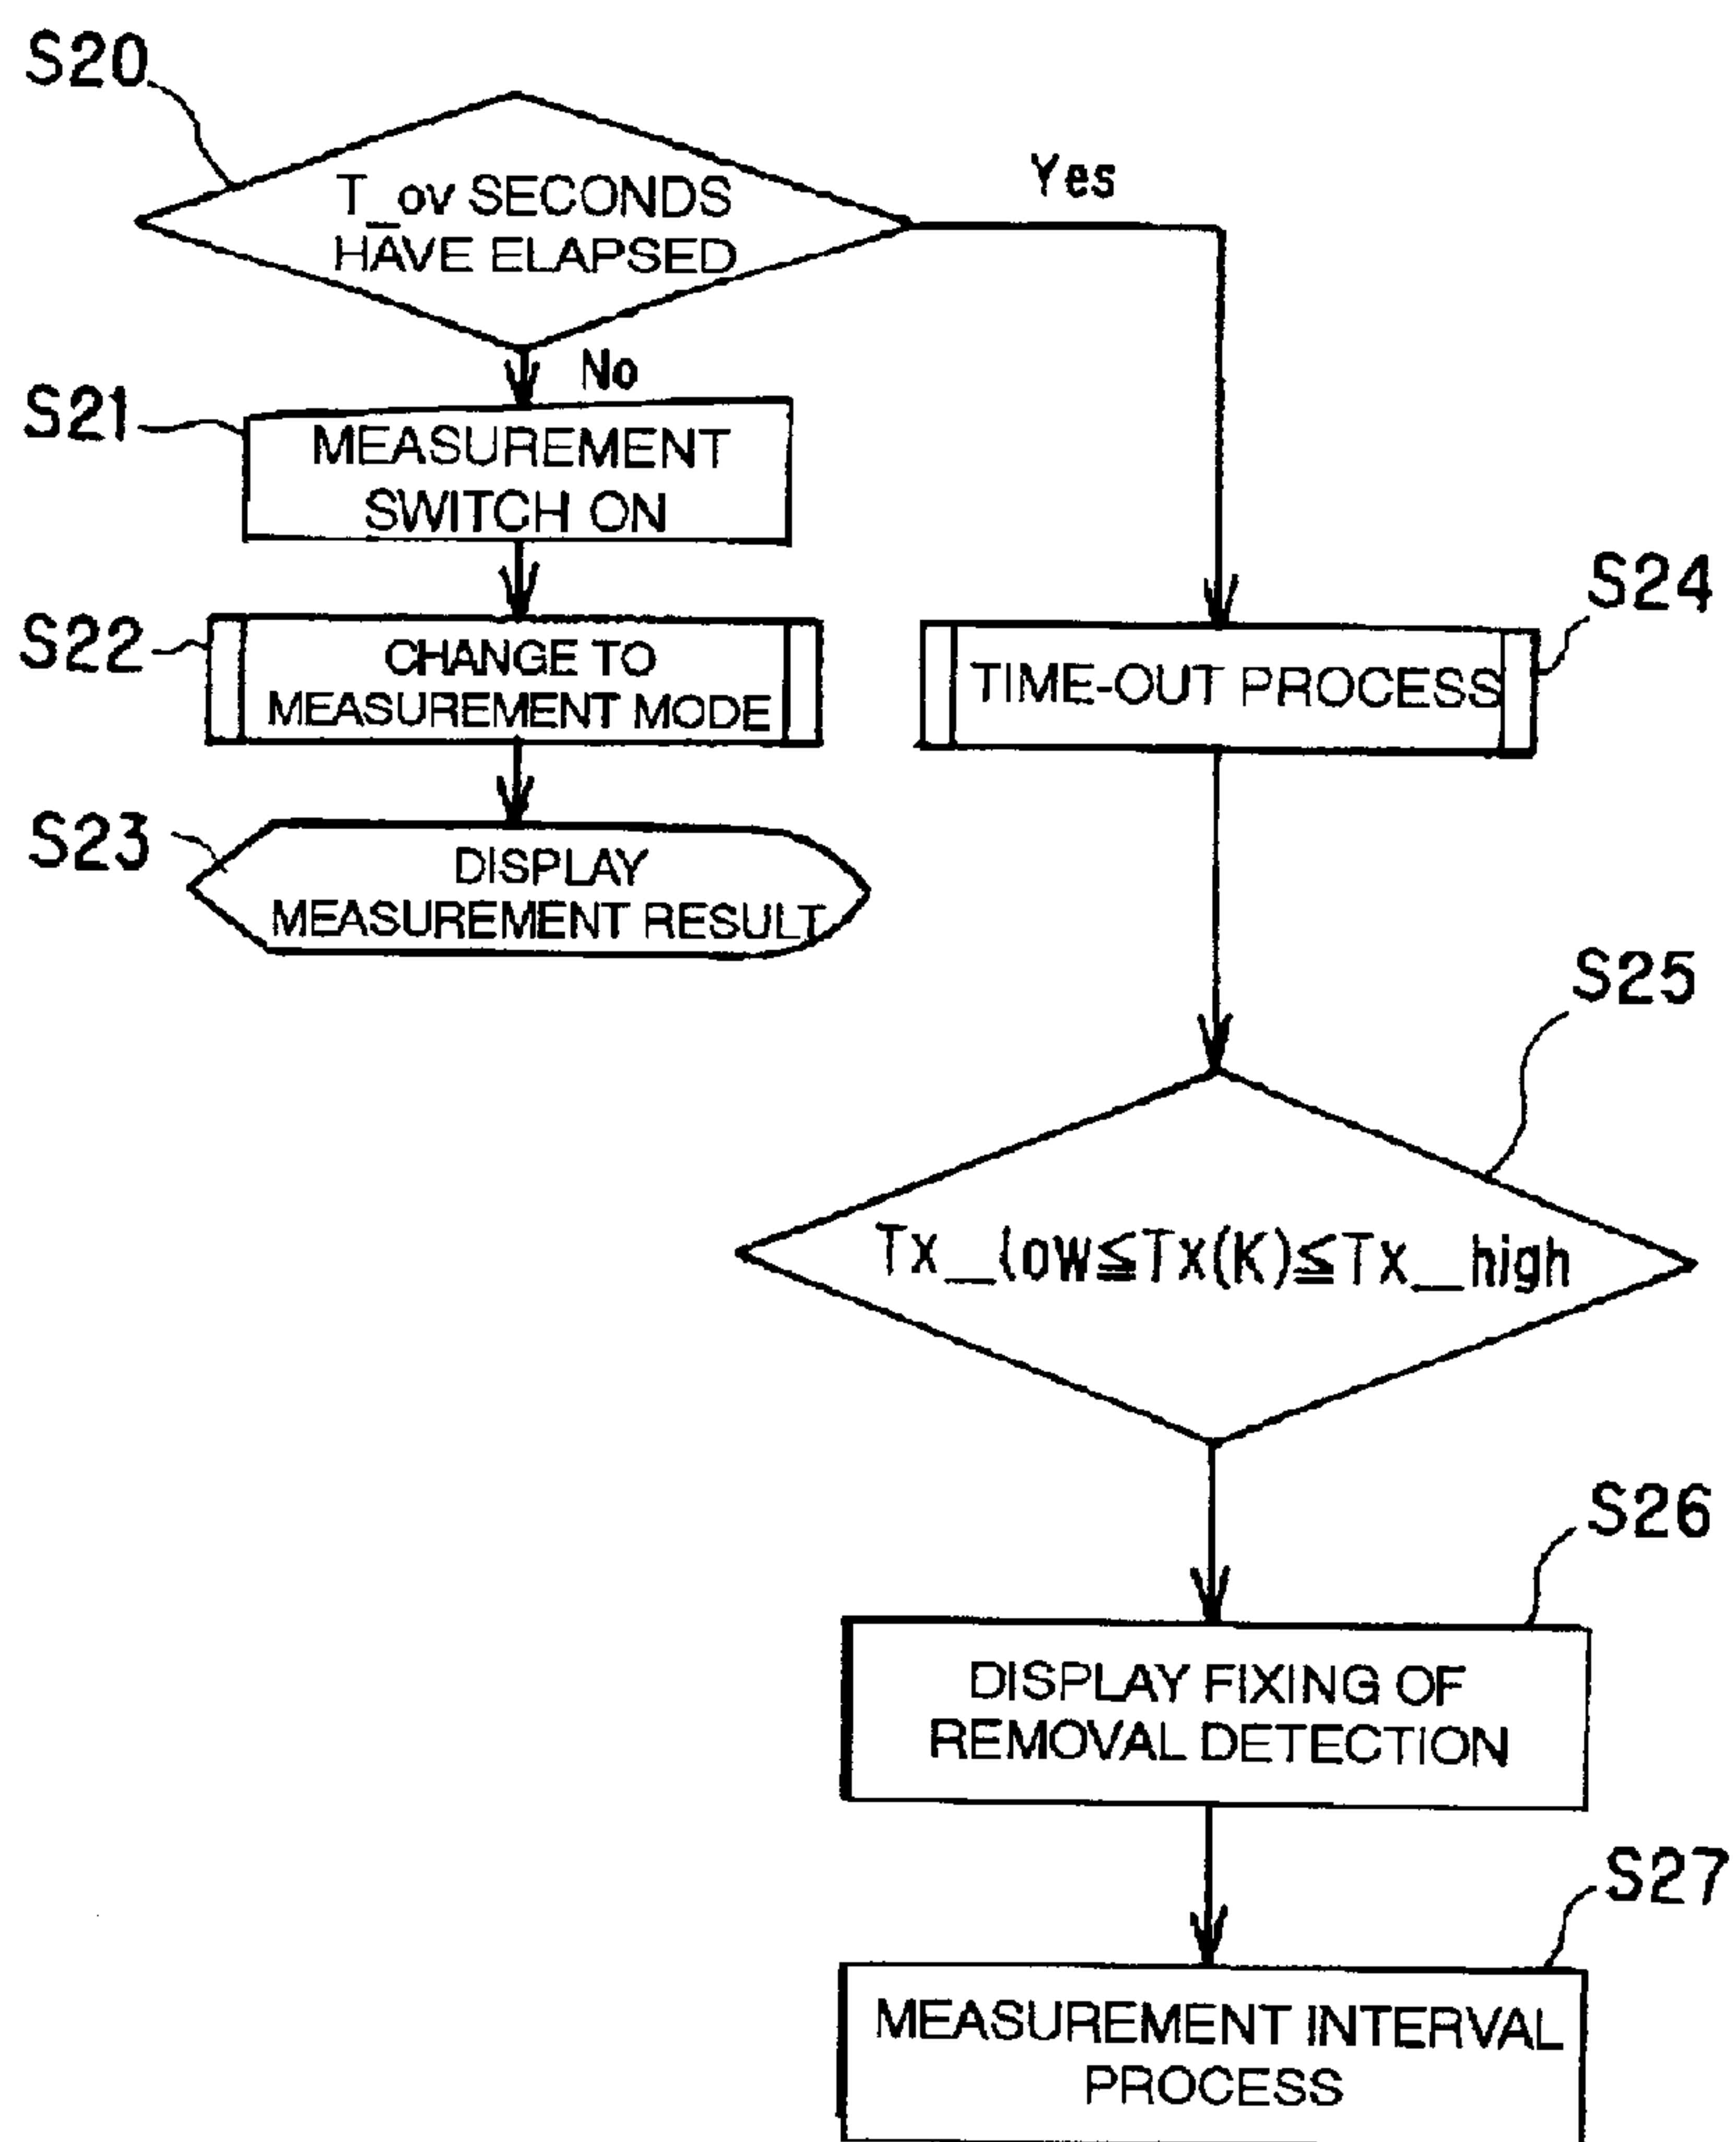 S20
T_ov SECONDS
HAVE ELAPSED
Yes
No
S21
MEASUREMENT
SWITCH ON
S22
CHANGE TO
MEASUREMENT MODE
S24
TIME-OUT PROCESS
S23
DISPLAY
MEASUREMENT RESULT
S25
Tx_low≦Tx(K)≦Tx_high
S26
DISPLAY FIXING OF
REMOVAL DETECTION
S27
MEASUREMENT INTERVAL
PROCESS